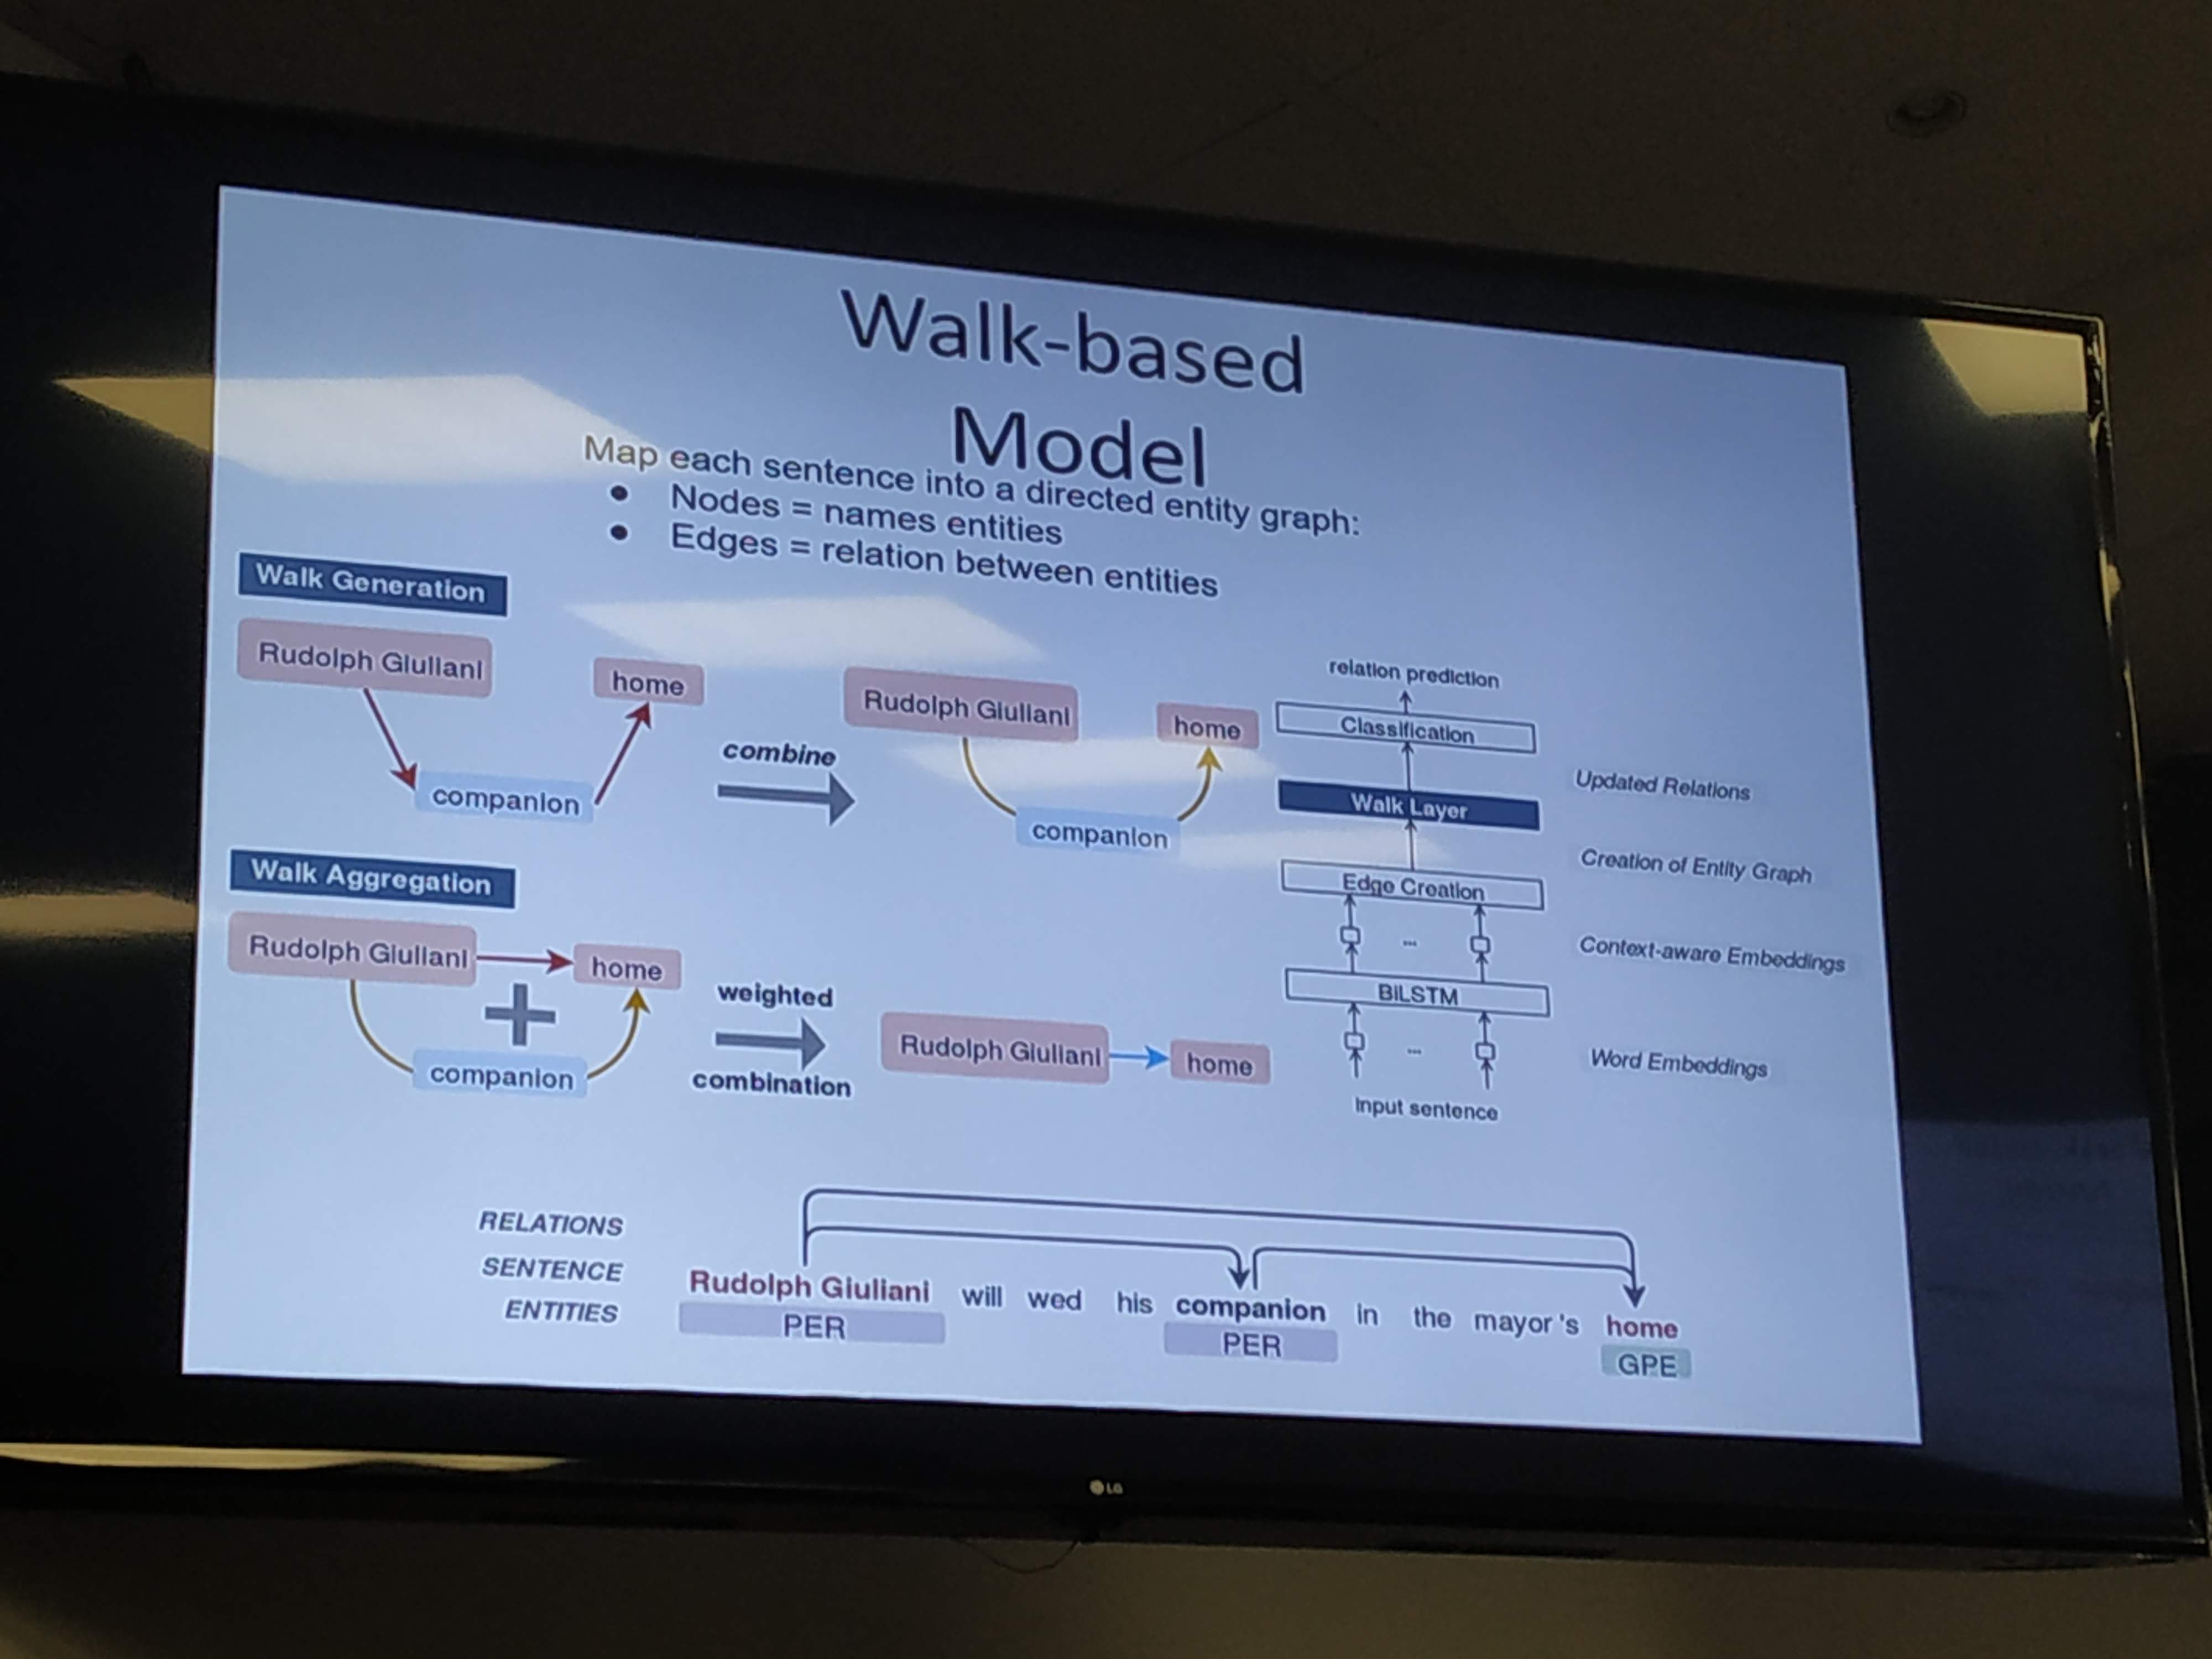 Walk-based
Model
Map each sentence into a directed entity graph:
● Nodes = names entities
● Edges = relation between entities
Walk Generation
Rudolph Giuliani
home
companion
combine
Rudolph Giuliani
home
companion
Walk Aggregation
Rudolph Giuliani
home
companion
weighted
combination
Rudolph Giuliani
home
relation prediction
Classification
Updated Relations
Walk Layer
Creation of Entity Graph
Edge Creation
...
Context-aware Embeddings
BiLSTM
...
Word Embeddings
Input sentence
RELATIONS
SENTENCE
Rudolph Giuliani will wed his companion in the mayor's home
ENTITIES
PER
PER
GPE
LG